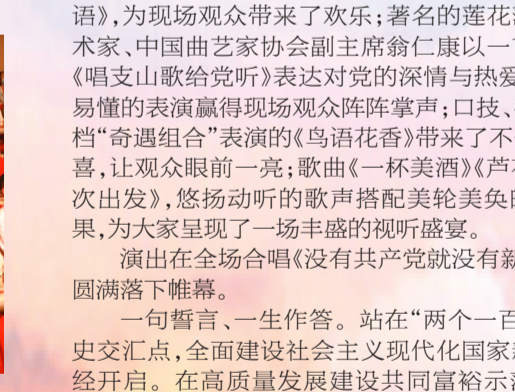 语》,为现场观众带来了欢乐;著名的莲花
术家、中国曲艺家协会副主席翁仁康以一
《唱支山歌给党听》表达对党的深情与热爱
易懂的表演赢得现场观众阵阵掌声;口技、
档“奇遇组合”表演的《鸟语花香》带来了不
喜,让观众眼前一亮;歌曲《一杯美酒》《芦
次出发》,悠扬动听的歌声搭配美轮美奂
果,为大家呈现了一场丰盛的视听盛宴。
演出在全场合唱《没有共产党就没有新
圆满落下帷幕。
一句誓言、一生作答。站在“两个一百
史交汇点,全面建设社会主义现代化国家
经开启。在高质量发展建设共同富裕示